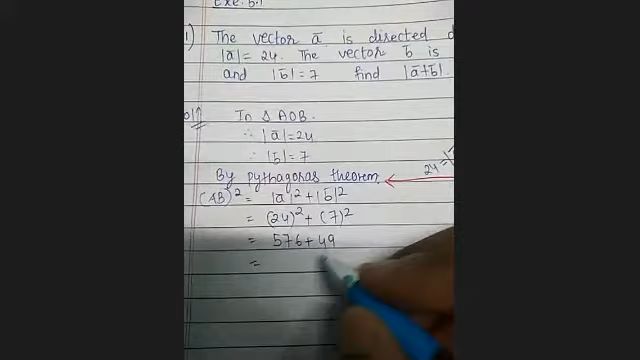 Exe. 5.1
1) The vector a̅ is directed
|a̅| = 24. The vector b̅ is
and |b̅| = 7 find |a̅+b̅|.
In Δ AOB.
∴ |a̅|=24
∴ |b̅|=7
By pythagoras theorem
24
(AB)² = |a̅|² + |b̅|²
= (24)² + (7)²
= 576 + 49
=